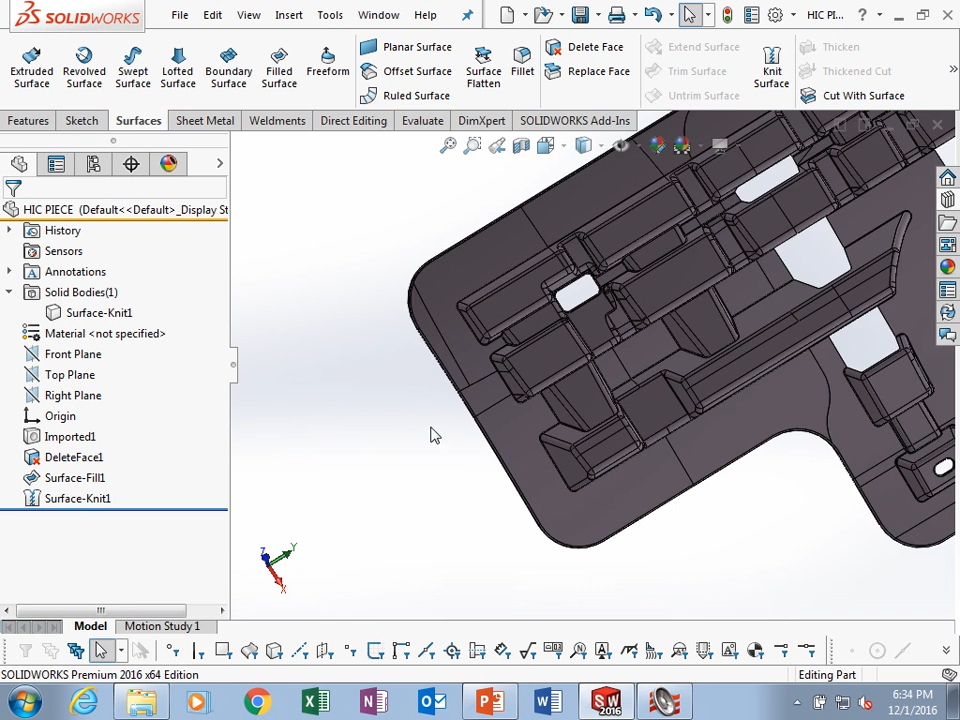 SOLIDWORKS File Edit View Insert Tools Window Help HIC PI... ?
Extruded Surface
Revolved Surface
Swept Surface
Lofted Surface
Boundary Surface
Filled Surface
Freeform
Planar Surface
Offset Surface
Ruled Surface
Surface Flatten
Fillet
Delete Face
Replace Face
Extend Surface
Trim Surface
Untrim Surface
Knit Surface
Thicken
Thickened Cut
Cut With Surface
Features Sketch Surfaces Sheet Metal Weldments Direct Editing Evaluate DimXpert SOLIDWORKS Add-Ins
HIC PIECE (Default<<Default>_Display St
History
Sensors
Annotations
Solid Bodies(1)
Surface-Knit1
Material <not specified>
Front Plane
Top Plane
Right Plane
Origin
Imported1
DeleteFace1
Surface-Fill1
Surface-Knit1
Z Y
X
Model Motion Study 1
SOLIDWORKS Premium 2016 x64 Edition Editing Part
SW 2016
6:34 PM
12/1/2016